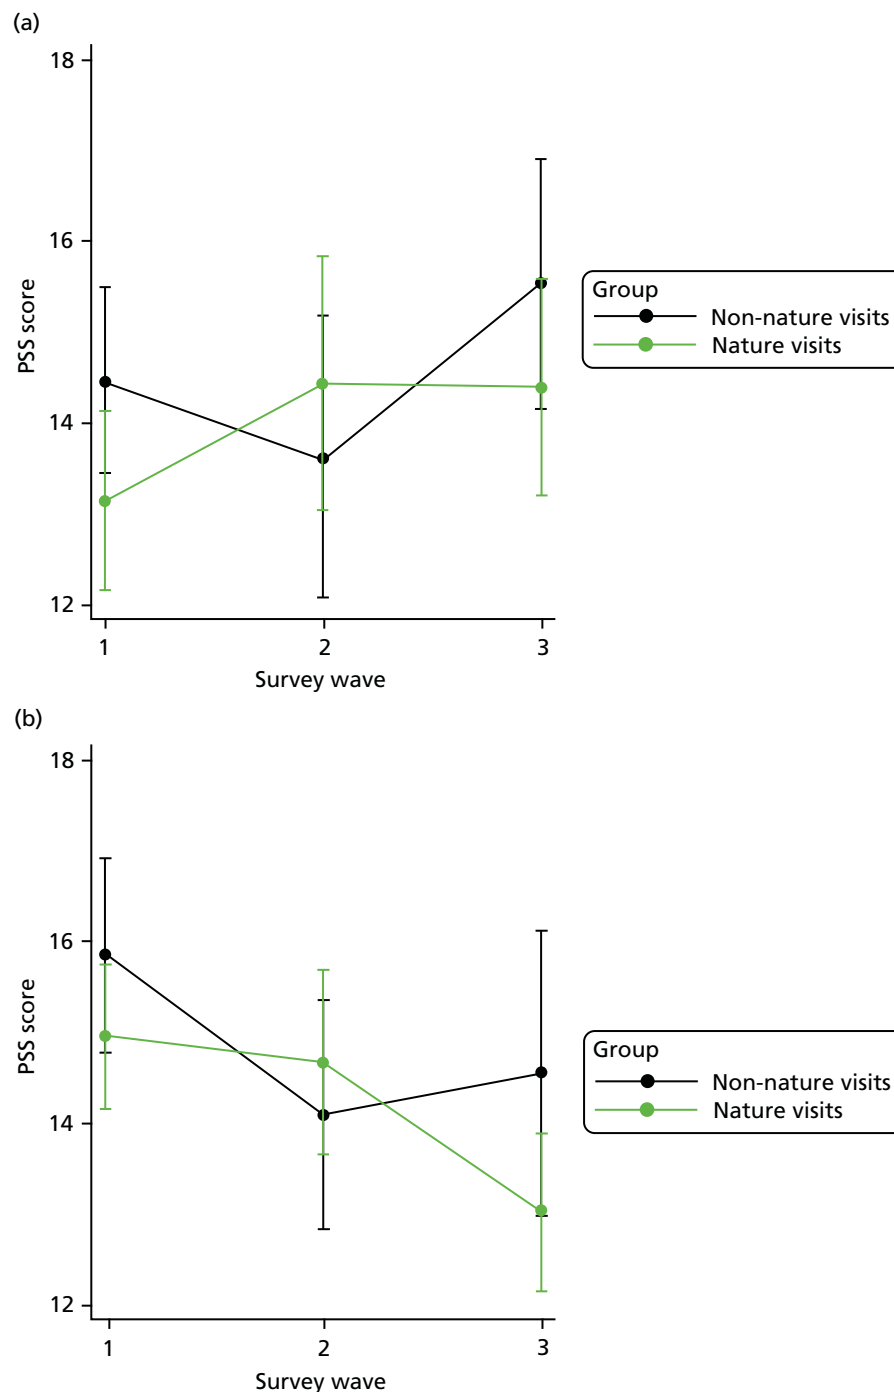 (a)
18
16
14
12
PSS score
1 2 3
Survey wave
Group
Non-nature visits
Nature visits
(b)
18
16
14
12
PSS score
1 2 3
Survey wave
Group
Non-nature visits
Nature visits